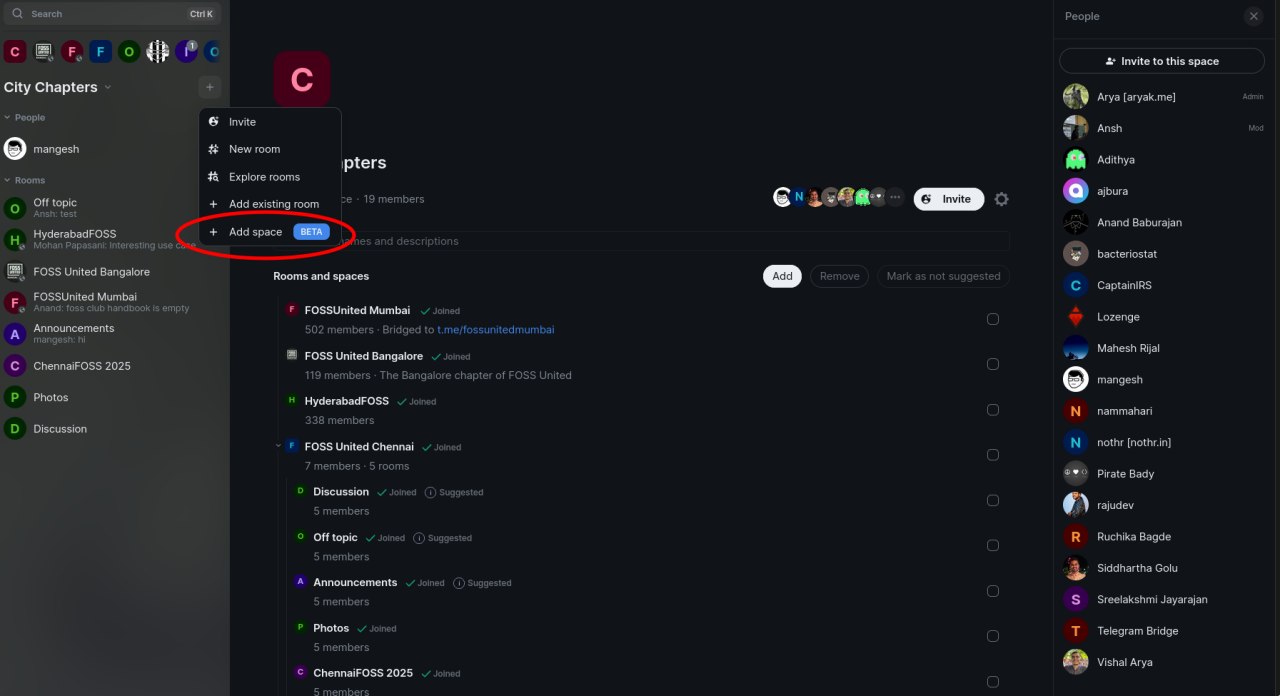 Search Ctrl K
C F F O I 1 O
City Chapters
People
mangesh
Rooms
O Off topic
Ansh: test
H HyderabadFOSS
Mohan Papasani: Interesting use case
FOSS United Bangalore
F FOSSUnited Mumbai
Anand: foss club handbook is empty
A Announcements
mangesh: hi
C ChennaiFOSS 2025
P Photos
D Discussion
Invite
New room
Explore rooms
Add existing room
Add space BETA
C
pters
ce · 19 members
N
Invite
names and descriptions
Rooms and spaces
Add Remove Mark as not suggested
F FOSSUnited Mumbai Joined
502 members · Bridged to t.me/fossunitedmumbai
FOSS United Bangalore Joined
119 members · The Bangalore chapter of FOSS United
H HyderabadFOSS Joined
338 members
F FOSS United Chennai Joined
7 members · 5 rooms
D Discussion Joined Suggested
5 members
O Off topic Joined Suggested
5 members
A Announcements Joined Suggested
5 members
P Photos Joined
5 members
C ChennaiFOSS 2025 Joined
5 members
People
Invite to this space
Arya [aryak.me] Admin
Ansh Mod
Adithya
ajbura
Anand Baburajan
bacteriostat
C CaptainIRS
Lozenge
Mahesh Rijal
mangesh
N nammahari
N nothr [nothr.in]
Pirate Bady
rajudev
R Ruchika Bagde
Siddhartha Golu
S Sreelakshmi Jayarajan
T Telegram Bridge
Vishal Arya